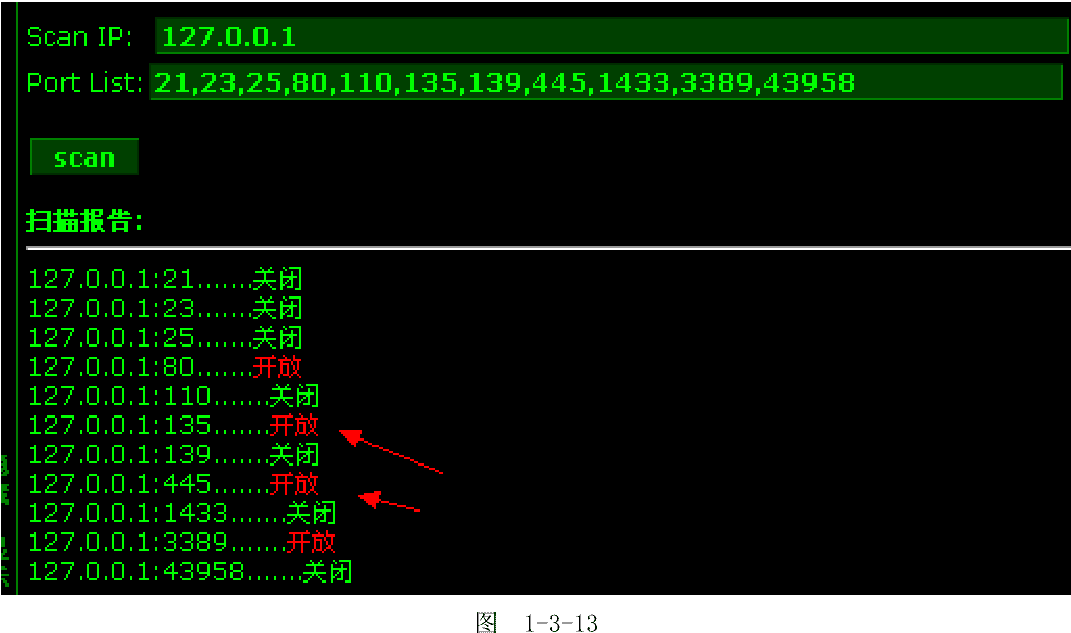 Scan IP: 127.0.0.1
Port List: 21,23,25,80,110,135,139,445,1433,3389,43958
scan
扫描报告:
127.0.0.1:21.......关闭
127.0.0.1:23.......关闭
127.0.0.1:25.......关闭
127.0.0.1:80.......开放
127.0.0.1:110.......关闭
127.0.0.1:135.......开放
127.0.0.1:139.......关闭
127.0.0.1:445.......开放
127.0.0.1:1433.......关闭
127.0.0.1:3389.......开放
127.0.0.1:43958.......关闭
图 1-3-13